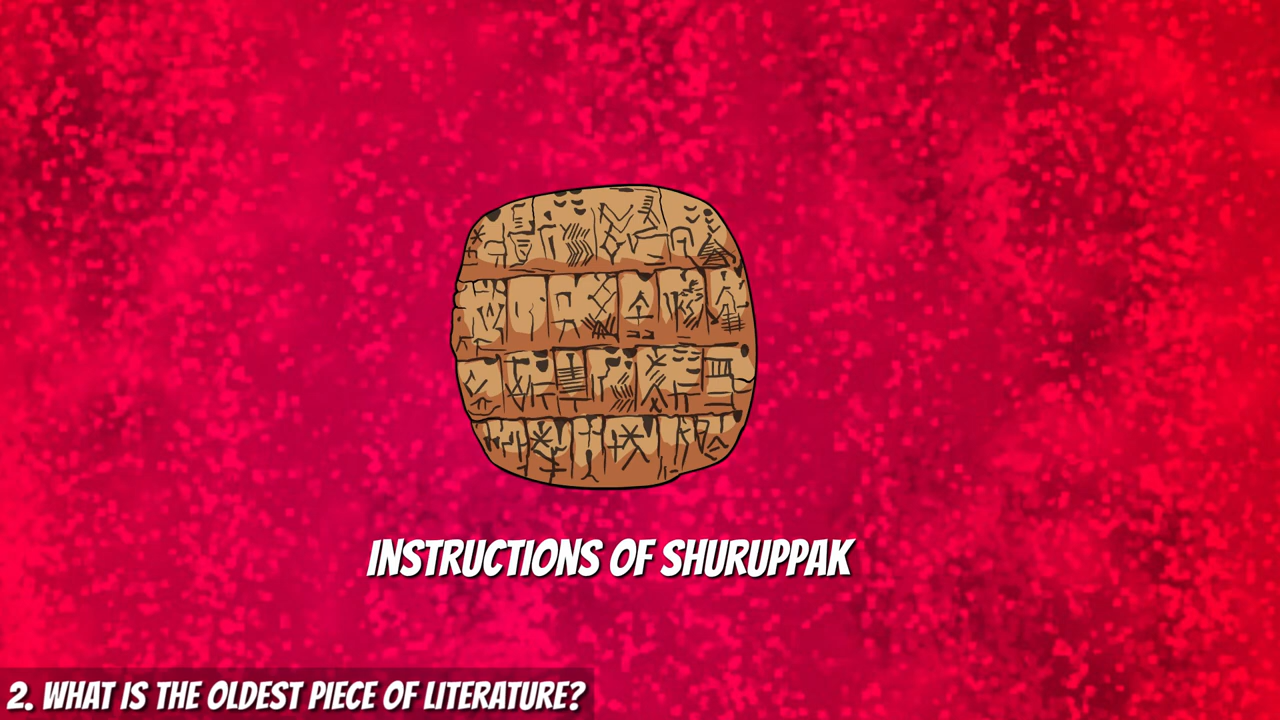 INSTRUCTIONS OF SHURUPPAK
2. WHAT IS THE OLDEST PIECE OF LITERATURE?